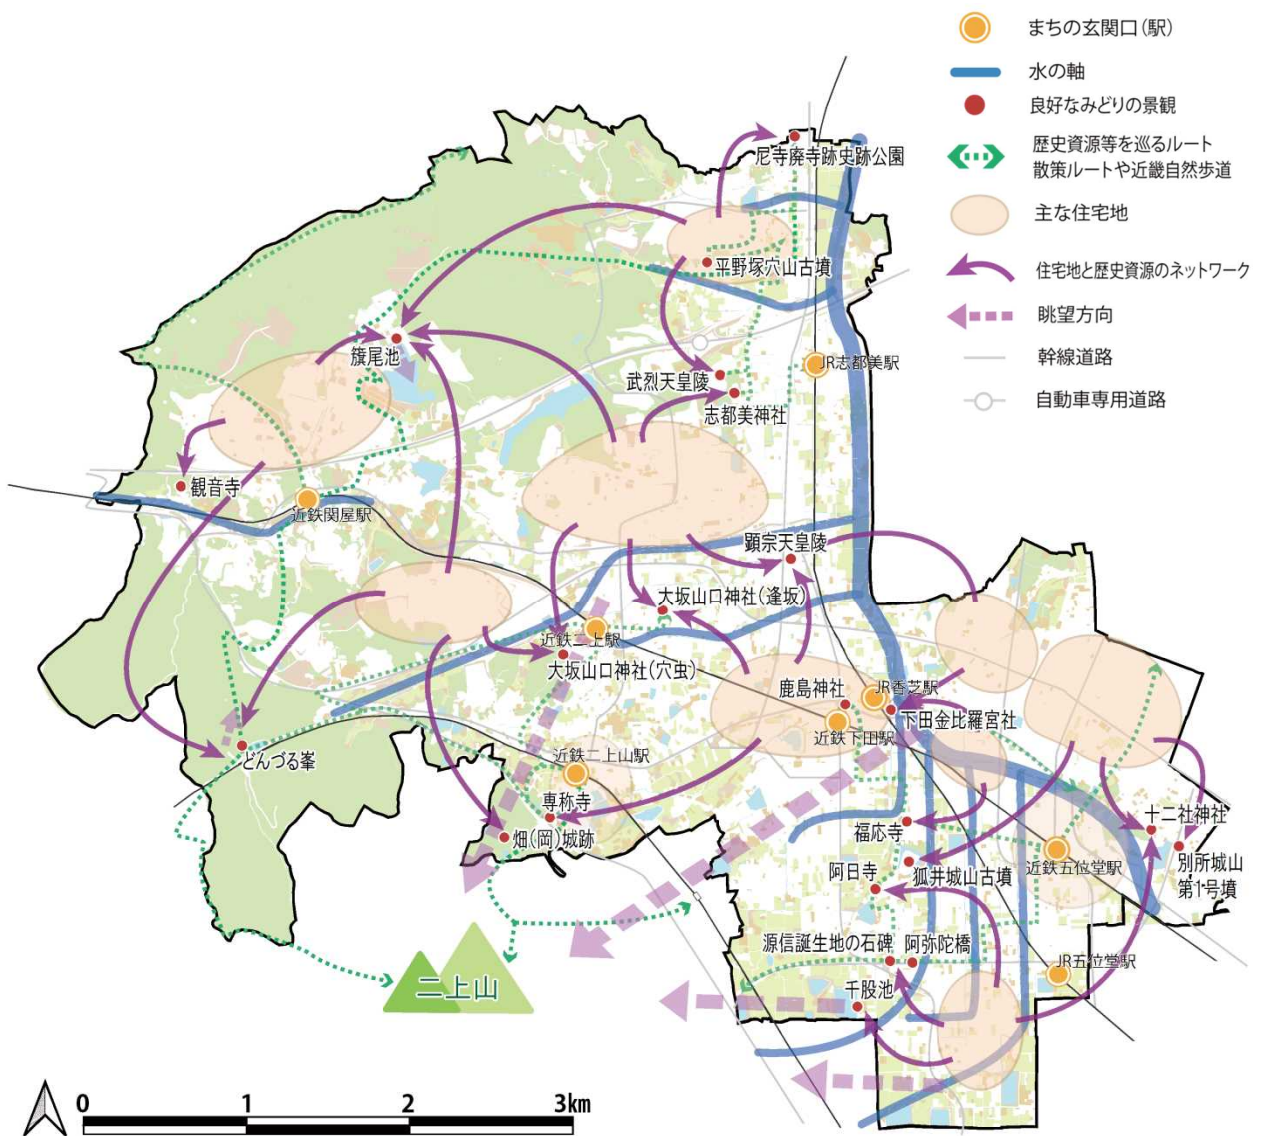 まちの玄関口（駅）
水の軸
良好なみどりの景観
歴史資源等を巡るルート
散策ルートや近畿自然歩道
主な住宅地
住宅地と歴史資源のネットワーク
眺望方向
幹線道路
自動車専用道路
尼寺廃寺跡史跡公園
平野塚穴山古墳
旗尾池
武烈天皇陵
JR志都美駅
志都美神社
観音寺
近鉄関屋駅
顕宗天皇陵
大坂山口神社（逢坂）
近鉄二上駅
大坂山口神社（穴虫）
鹿島神社
JR香芝駅
下田金比羅宮社
近鉄下田駅
どんづる峯
近鉄二上山駅
専称寺
畑（岡）城跡
福応寺
十二社神社
近鉄五位堂駅
別所城山
第1号墳
阿日寺
狐井城山古墳
源信誕生地の石碑
阿弥陀橋
JR五位堂駅
千股池
二上山
0
1
2
3km